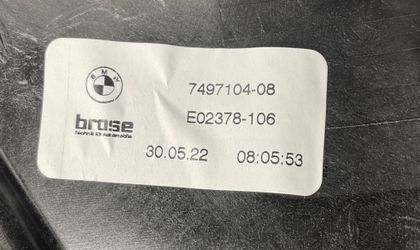 BMW
7497104-08
brose
Technik für Automobile
E02378-106
30.05.22 08:05:53